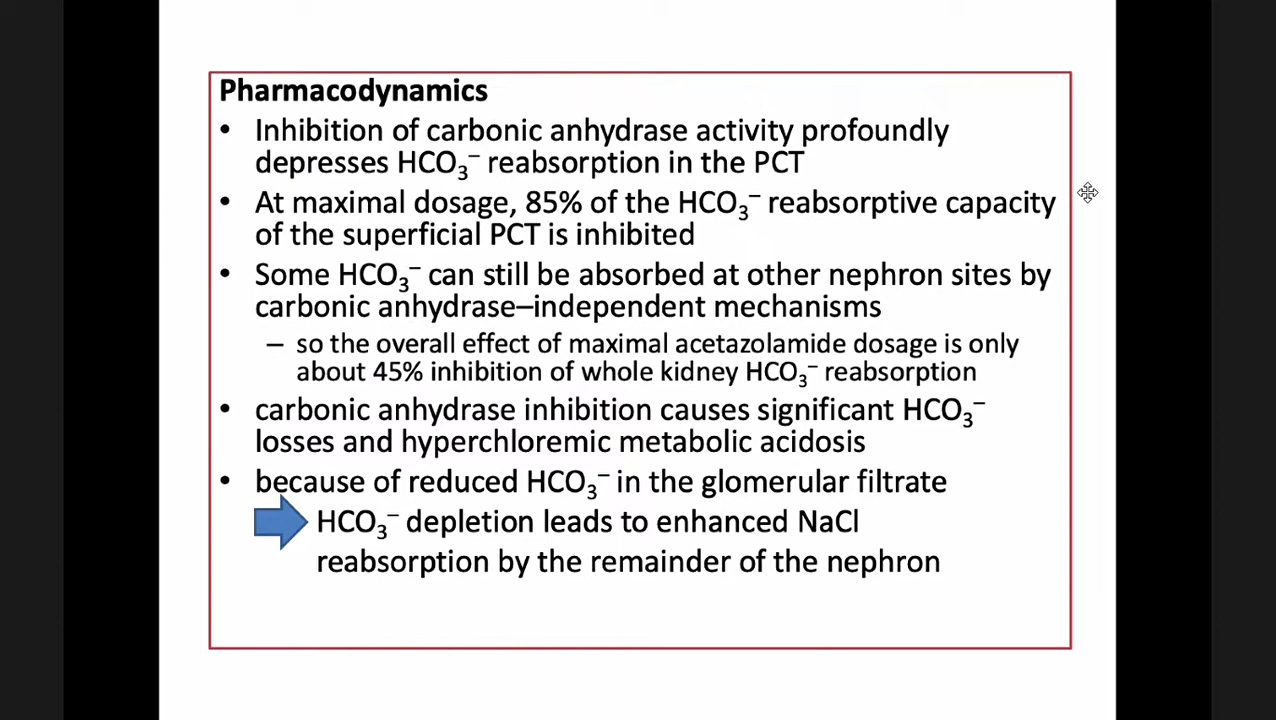 Pharmacodynamics
• Inhibition of carbonic anhydrase activity profoundly
depresses HCO₃⁻ reabsorption in the PCT
• At maximal dosage, 85% of the HCO₃⁻ reabsorptive capacity
of the superficial PCT is inhibited
• Some HCO₃⁻ can still be absorbed at other nephron sites by
carbonic anhydrase–independent mechanisms
– so the overall effect of maximal acetazolamide dosage is only
about 45% inhibition of whole kidney HCO₃⁻ reabsorption
• carbonic anhydrase inhibition causes significant HCO₃⁻
losses and hyperchloremic metabolic acidosis
• because of reduced HCO₃⁻ in the glomerular filtrate
HCO₃⁻ depletion leads to enhanced NaCl
reabsorption by the remainder of the nephron